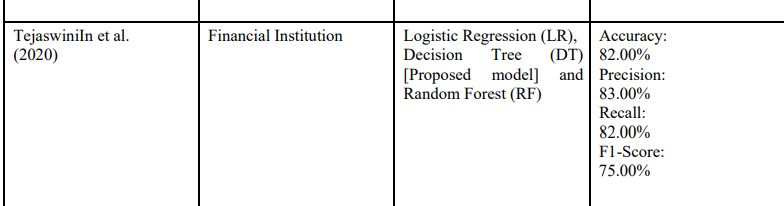 TejaswiniIn et al.
(2020)
Financial Institution
Logistic Regression (LR),
Decision Tree (DT)
[Proposed model] and
Random Forest (RF)
Accuracy:
82.00%
Precision:
83.00%
Recall:
82.00%
F1-Score:
75.00%